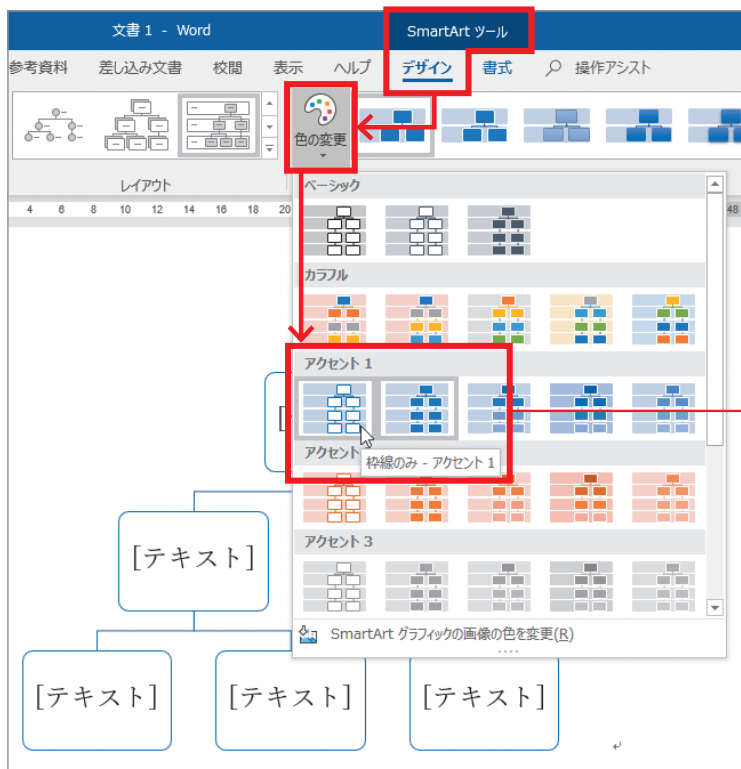 文書 1 - Word
SmartArt ツール
参考資料 差し込み文書 校閲 表示 ヘルプ デザイン 書式 操作アシスト
色の変更
レイアウト
4 6 8 10 12 14 16 18 20 48
ベーシック
カラフル
アクセント 1
アクセント
枠線のみ - アクセント 1
アクセント 3
SmartArt グラフィックの画像の色を変更(R)
[
[テキスト]
[テキスト] [テキスト] [テキスト]